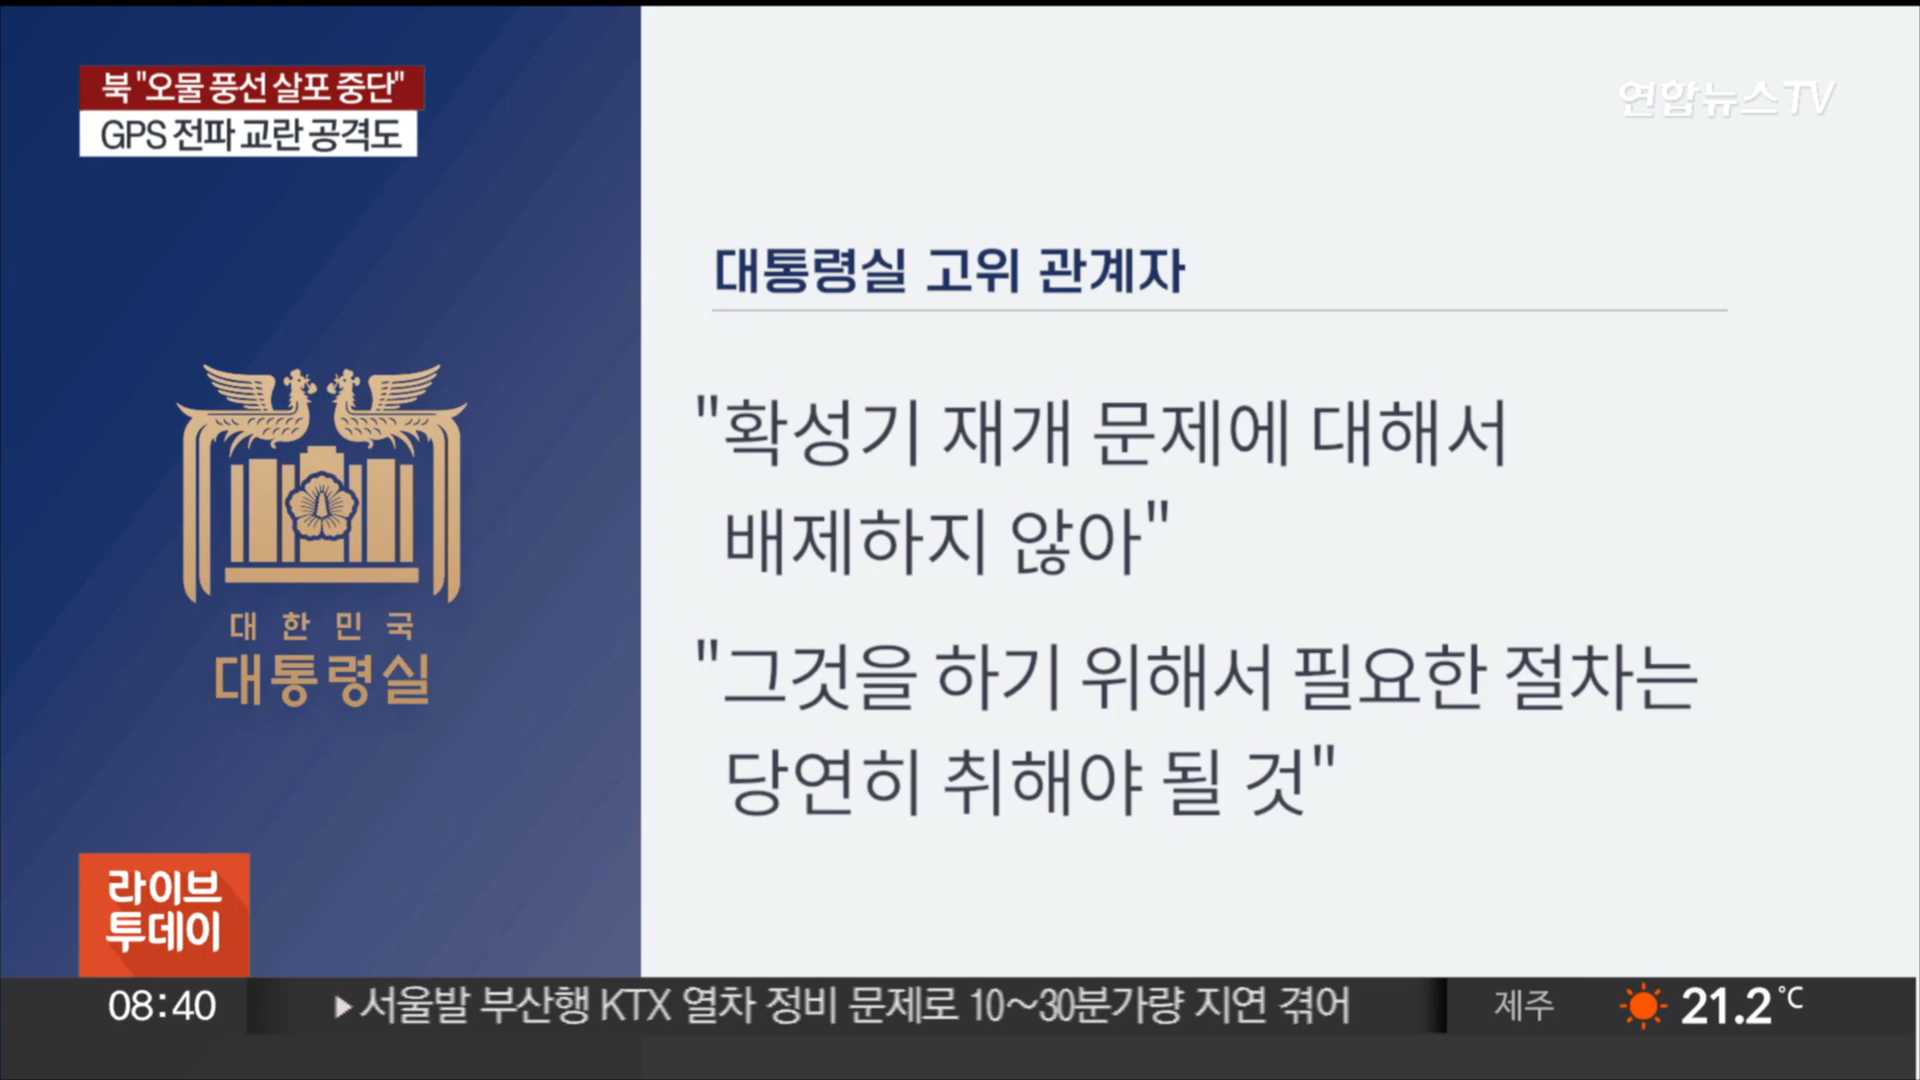 북 "오물 풍선 살포 중단"
GPS 전파 교란 공격도
연합뉴스TV
대통령실 고위 관계자
"확성기 재개 문제에 대해서
배제하지 않아"
"그것을 하기 위해서 필요한 절차는
당연히 취해야 될 것"
대한민국
대통령실
라이브
투데이
08:40
▶서울발 부산행 KTX 열차 정비 문제로 10~30분가량 지연 겪어
제주
21.2℃